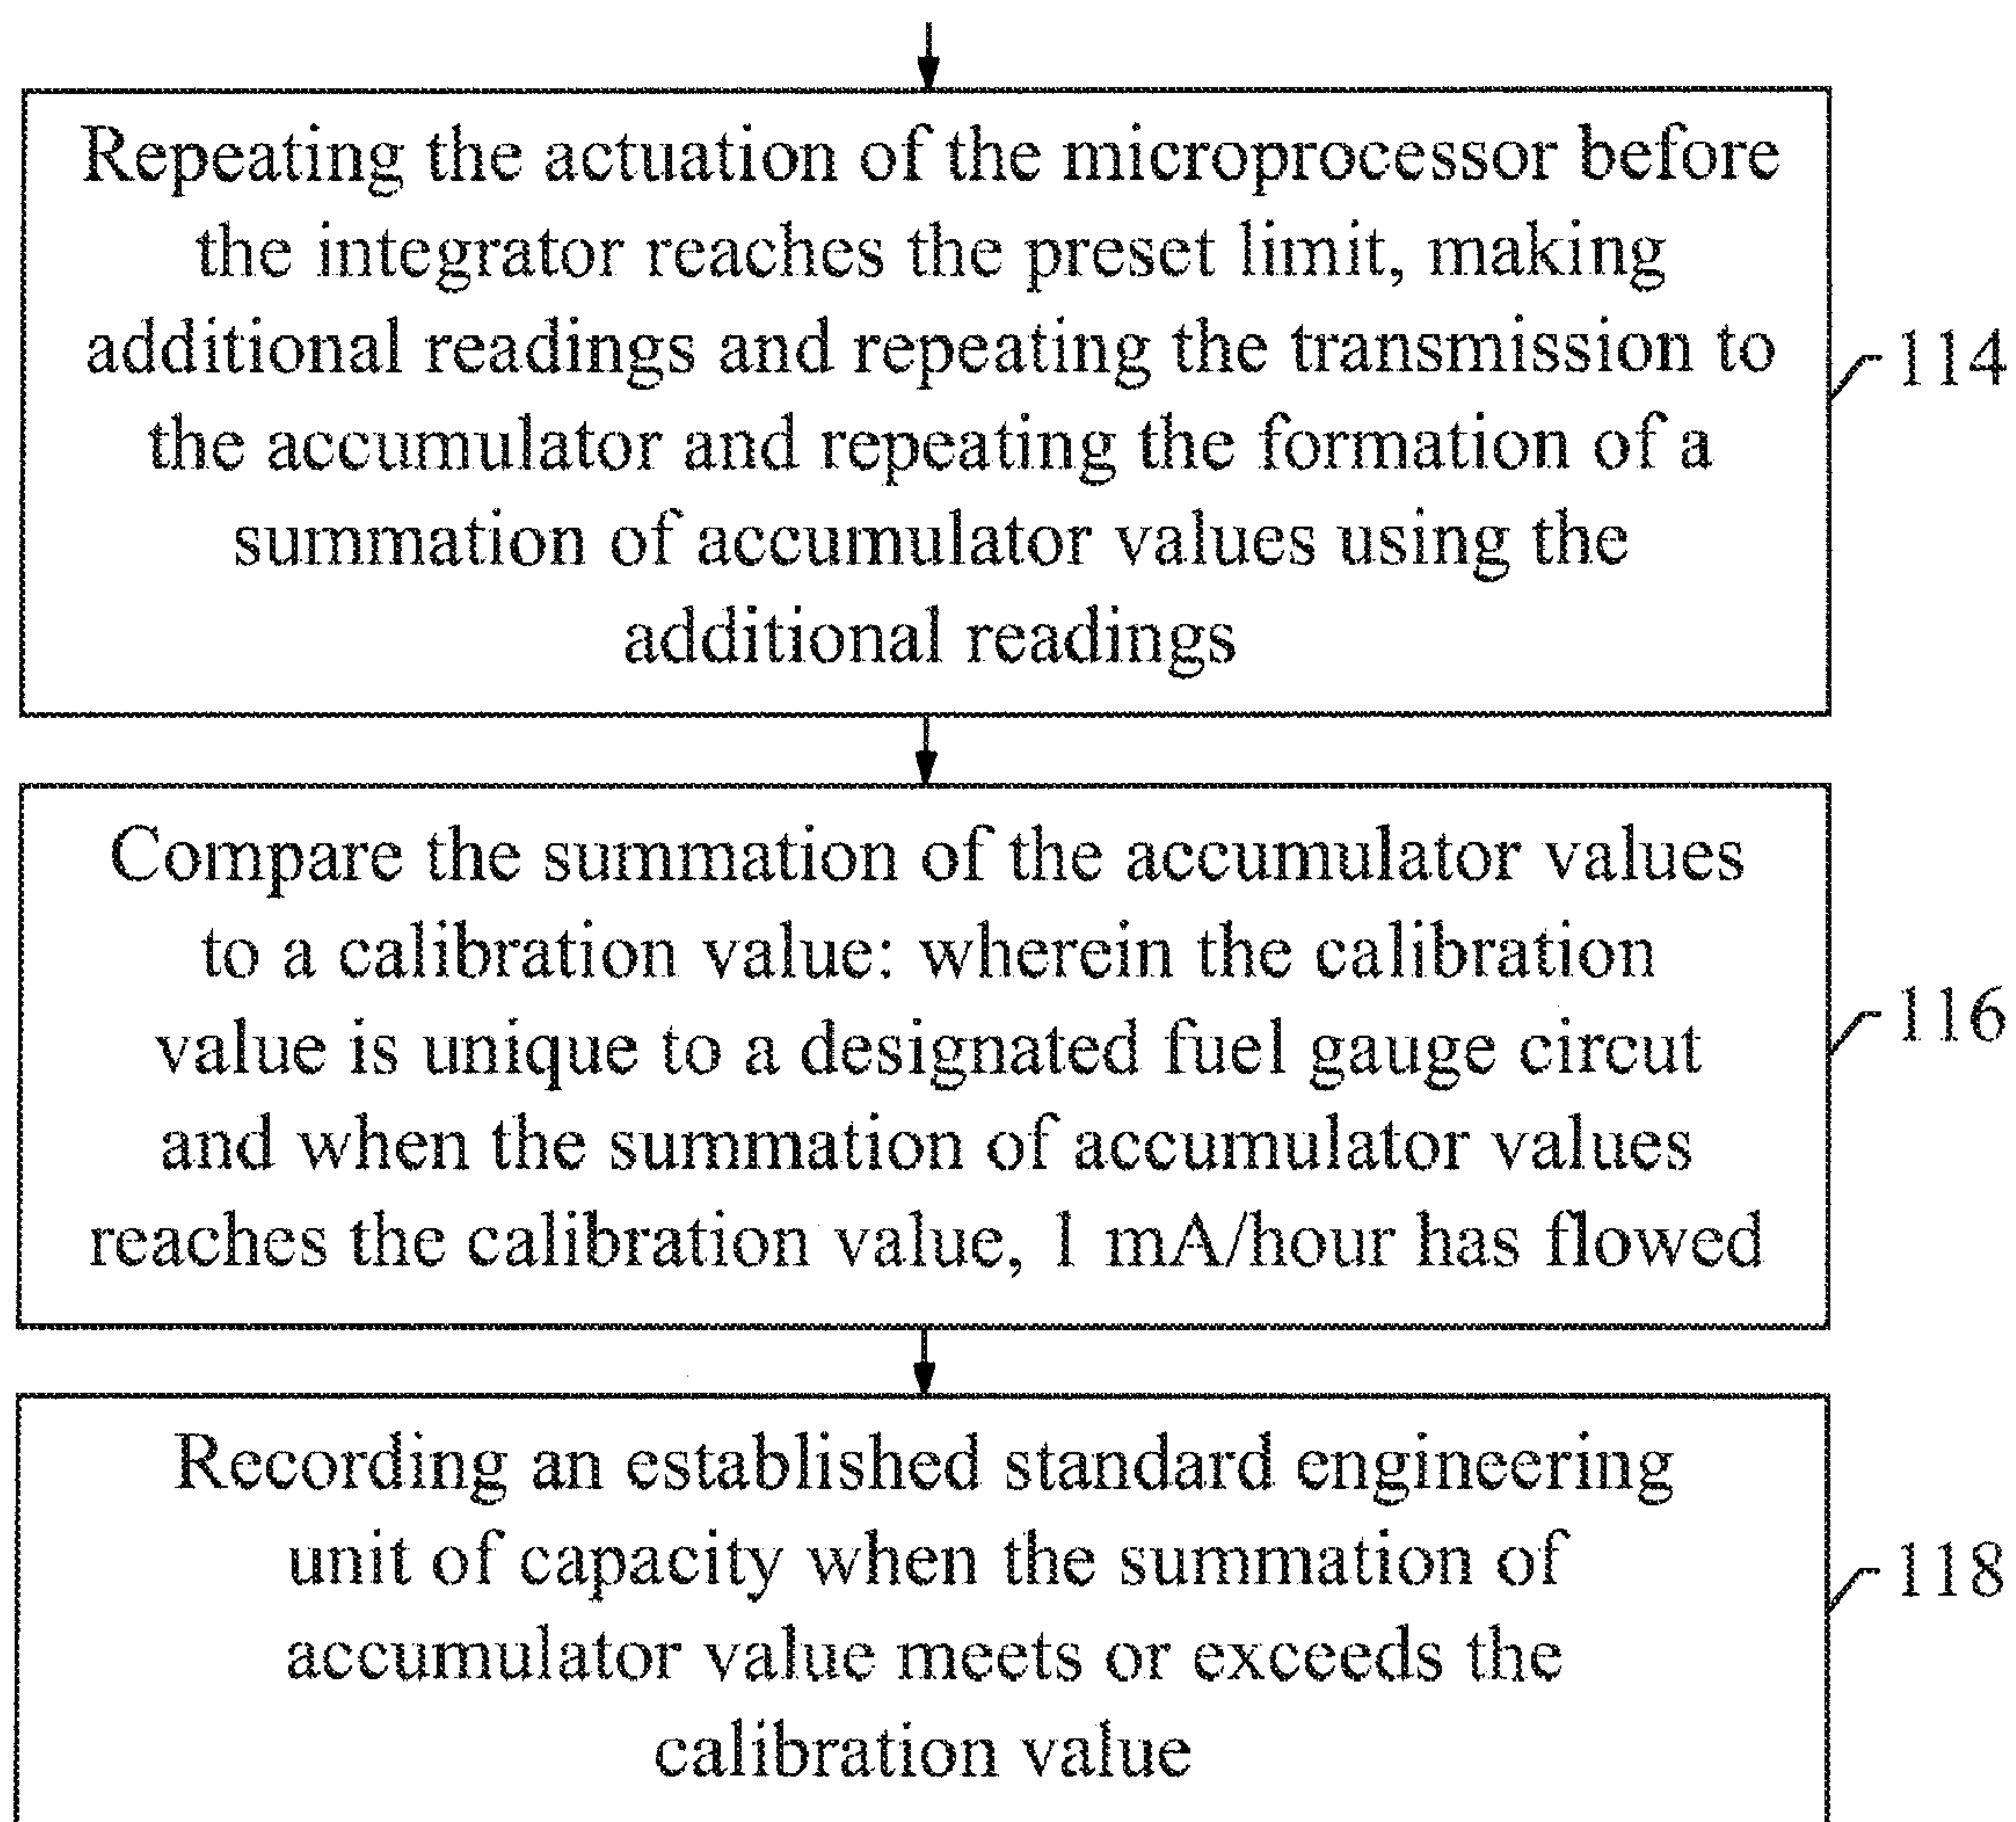 Repeating the actuation of the microprocessor before
the integrator reaches the preset limit, making
additional readings and repeating the transmission to
the accumulator and repeating the formation of a
summation of accumulator values using the
additional readings
114
Compare the summation of the accumulator values
to a calibration value: wherein the calibration
value is unique to a designated fuel gauge circut
and when the summation of accumulator values
reaches the calibration value, 1 mA/hour has flowed
116
Recording an established standard engineering
unit of capacity when the summation of
accumulator value meets or exceeds the
calibration value
118